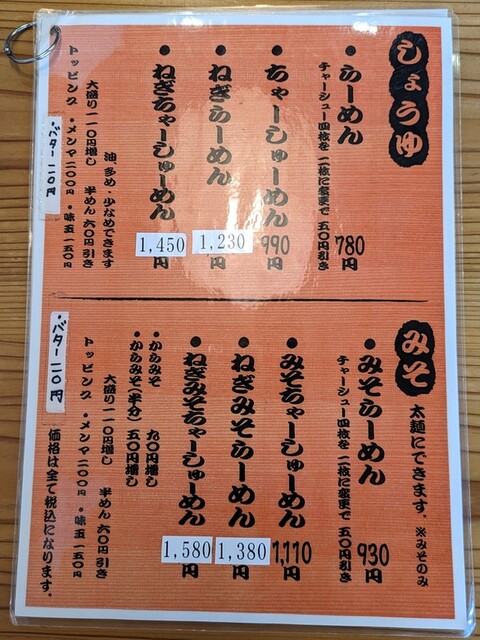 しょうゆ
・らーめん 780円
チャーシュー四枚を 二枚に変更で 五〇円引き
・ちゃーしゅーめん 990円
・ねぎらーめん 1,230円
・ねぎちゃーしゅーめん 1,450円
油、多め・少なめできます
大盛り 一一〇円増し 半めん 六〇円引き
トッピング ・メンマ 二〇〇円 ・味玉 一五〇円
・バター 一一〇円
みそ
太麺にできます。※みそのみ
・みそらーめん 930円
チャーシュー四枚を 二枚に変更で 五〇円引き
・みそちゃーしゅーめん 1,110円
・ねぎみそらーめん 1,380円
・ねぎみそちゃーしゅーめん 1,580円
・からみそ 九〇円増し
・からみそ(半分) 五〇円増し
大盛り 一一〇円増し 半めん 六〇円引き
トッピング ・メンマ 二〇〇円 ・味玉 一五〇円
・バター 一一〇円
価格は全て税込になります。